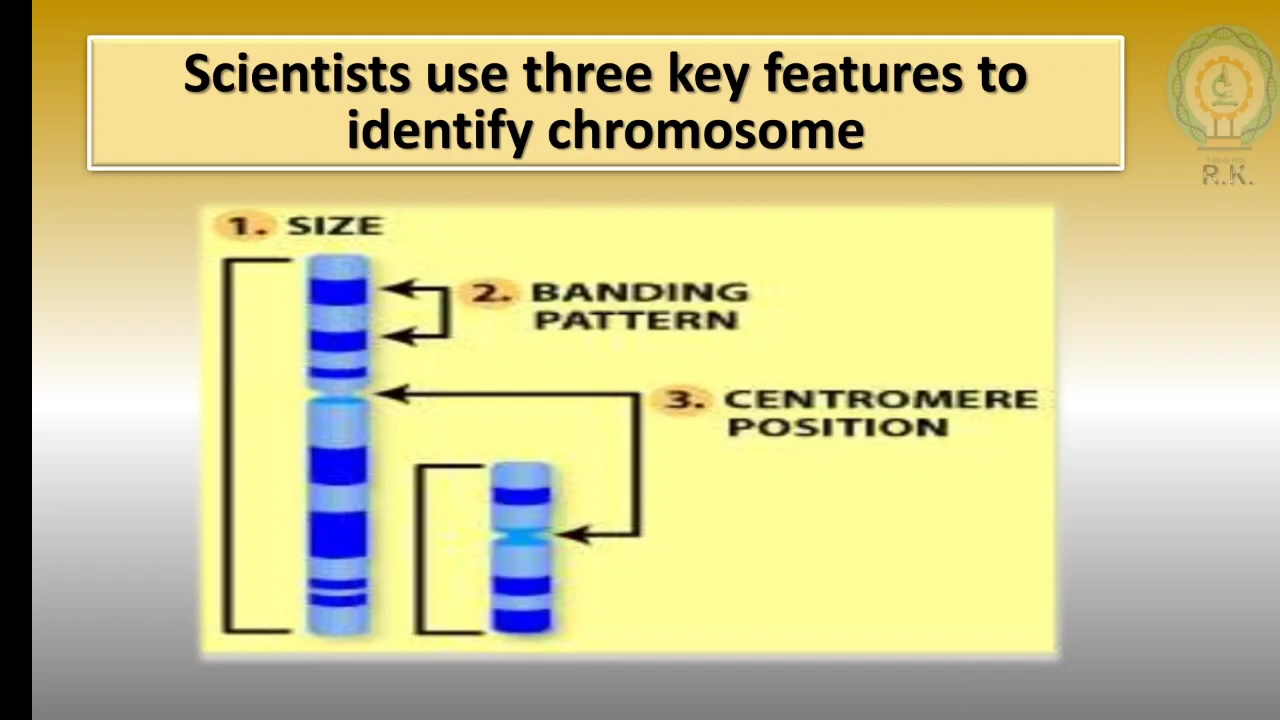 Scientists use three key features to
identify chromosome
R.K.
1. SIZE
2. BANDING
PATTERN
3. CENTROMERE
POSITION